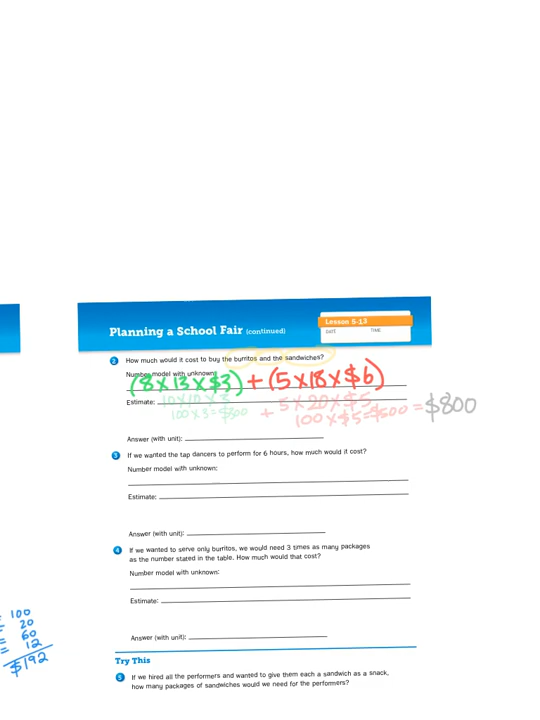 Planning a School Fair (continued)
Lesson 5-13
DATE TIME
2 How much would it cost to buy the burritos and the sandwiches?
Number model with unknown:
(8 x 13 x $3) + (5 x 18 x $6)
Estimate: 10 x 10 x 3 + 5 x 20 x $5
100 x 3 = $300 100 x $5 = $500 = $800
Answer (with unit):
3 If we wanted the tap dancers to perform for 6 hours, how much would it cost?
Number model with unknown:
Estimate:
Answer (with unit):
4 If we wanted to serve only burritos, we would need 3 times as many packages
as the number stated in the table. How much would that cost?
Number model with unknown:
Estimate:
Answer (with unit):
= 100
= 20
= 60
= 12
$192
Try This
5 If we hired all the performers and wanted to give them each a sandwich as a snack,
how many packages of sandwiches would we need for the performers?